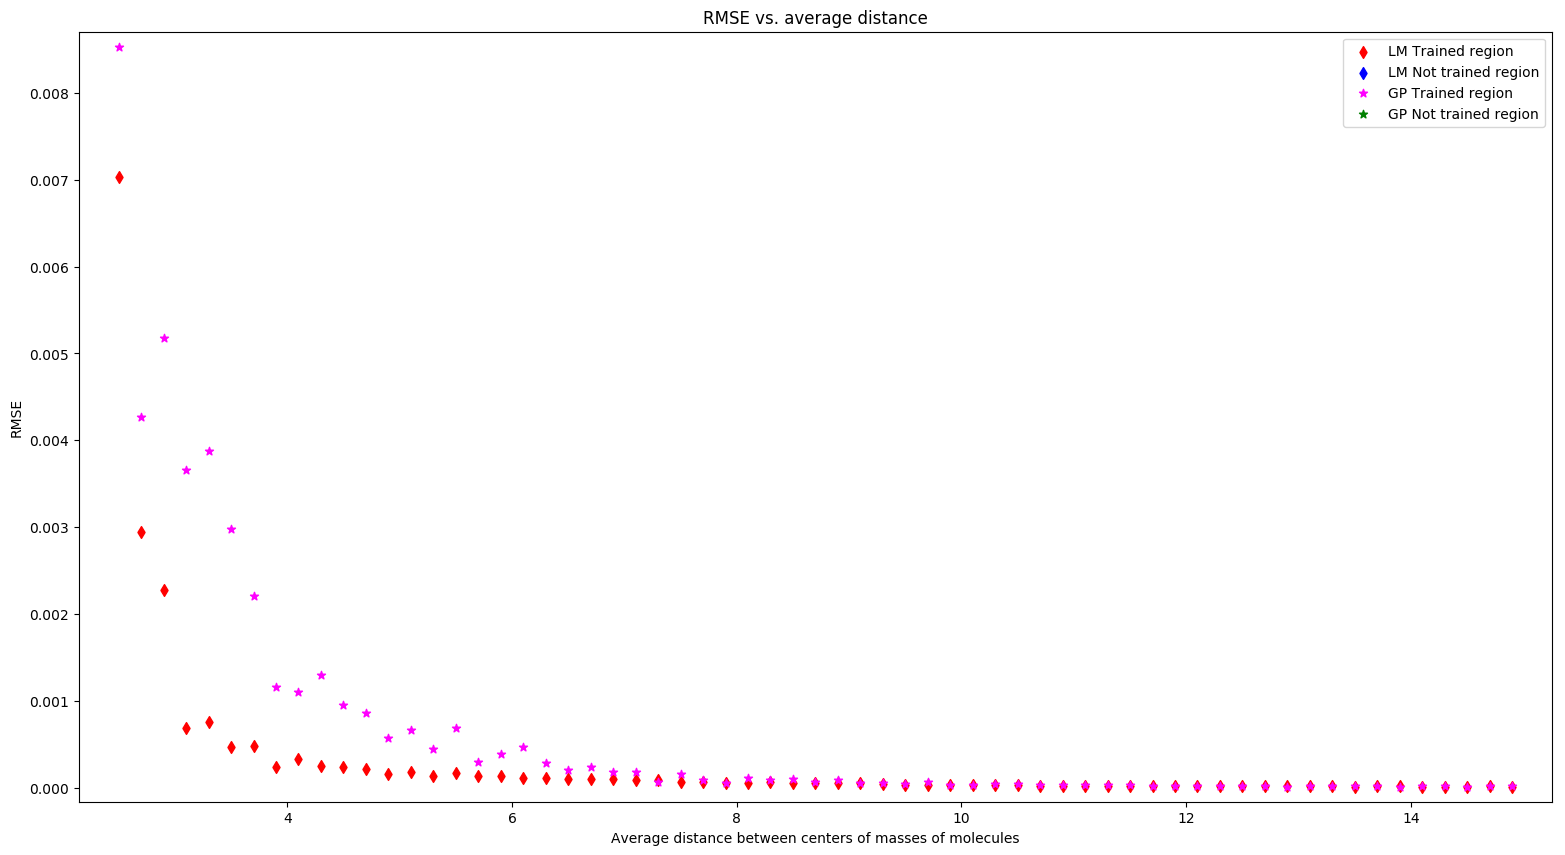 RMSE vs. average distance
LM Trained region
LM Not trained region
GP Trained region
GP Not trained region
0.008
0.007
0.006
0.005
0.004
0.003
0.002
0.001
0.000
RMSE
4 6 8 10 12 14
Average distance between centers of masses of molecules